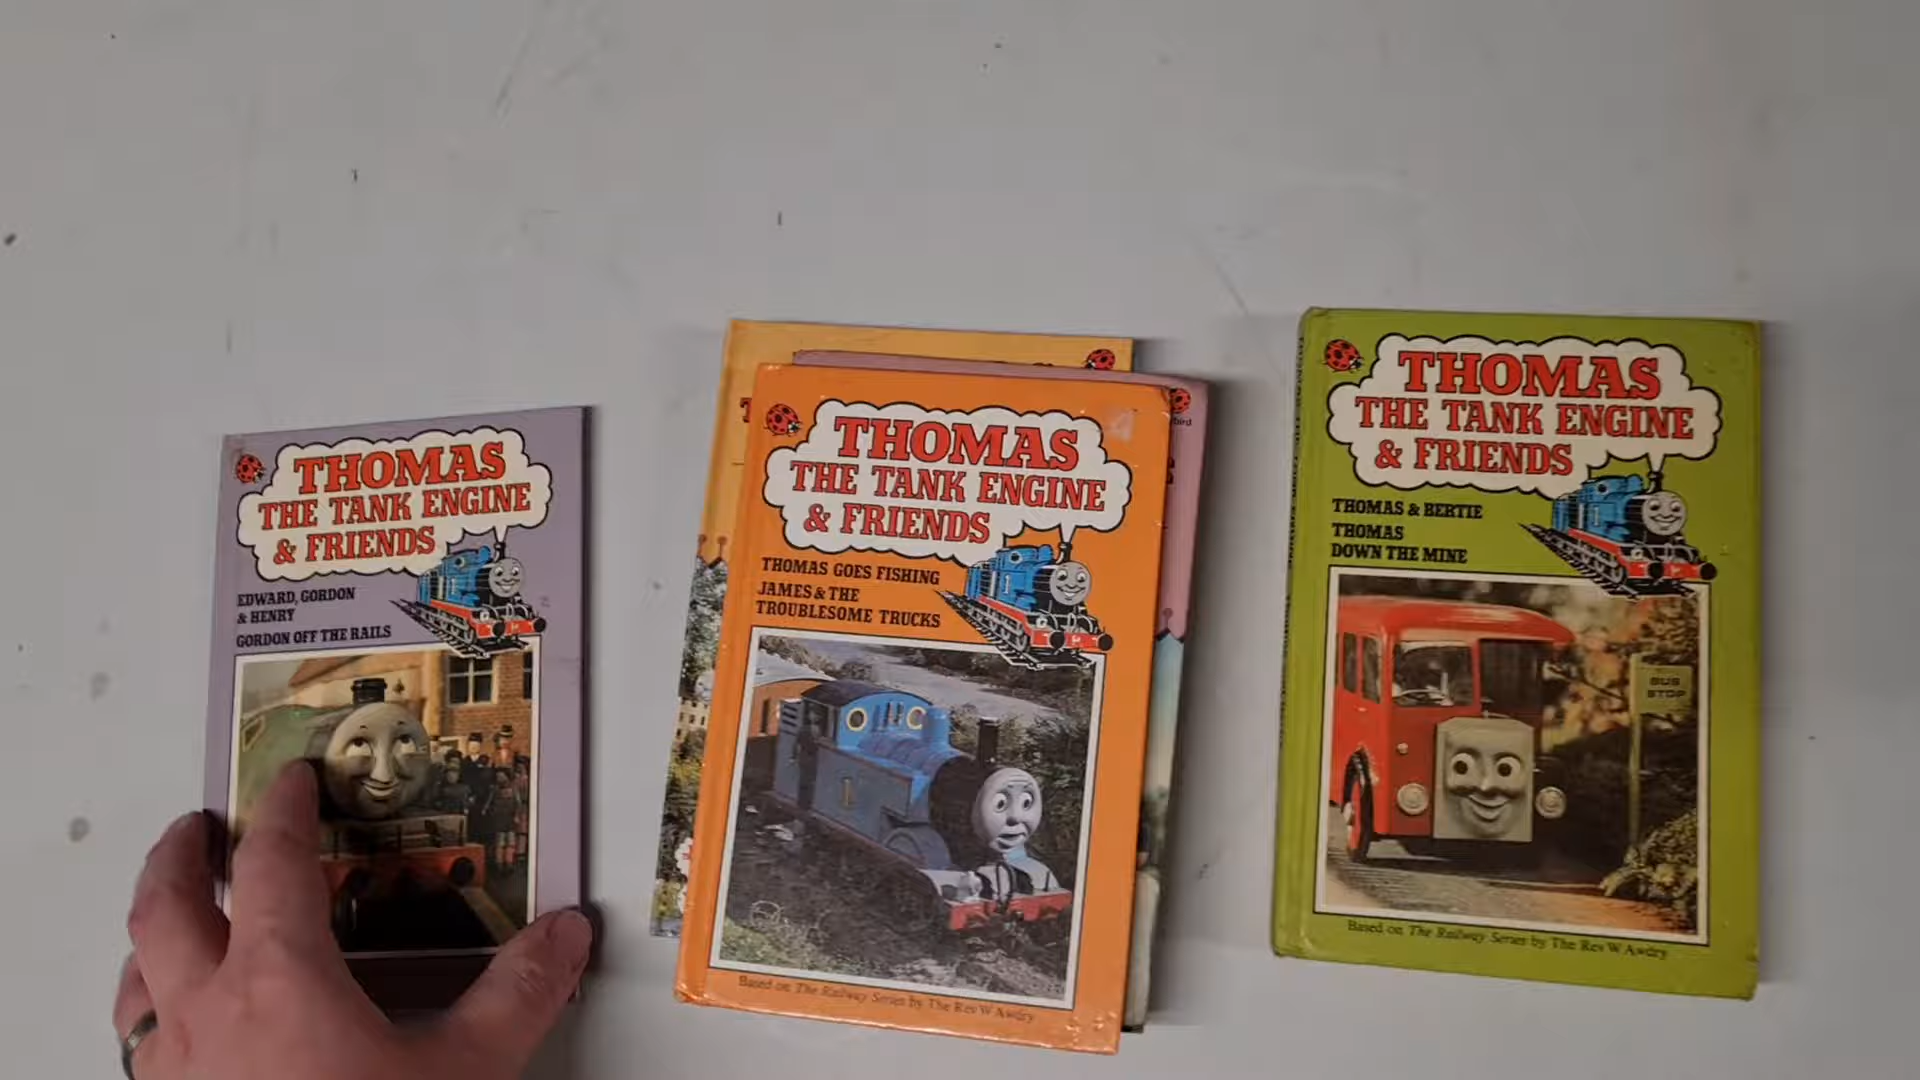 THOMAS
THE TANK ENGINE
& FRIENDS
EDWARD, GORDON
& HENRY
GORDON OFF THE RAILS
THOMAS
THE TANK ENGINE
& FRIENDS
THOMAS GOES FISHING
JAMES & THE
TROUBLESOME TRUCKS
1
Based on The Railway Series by The Rev W Awdry
THOMAS
THE TANK ENGINE
& FRIENDS
THOMAS & BERTIE
THOMAS
DOWN THE MINE
BUS
STOP
Based on The Railway Series by The Rev W Awdry